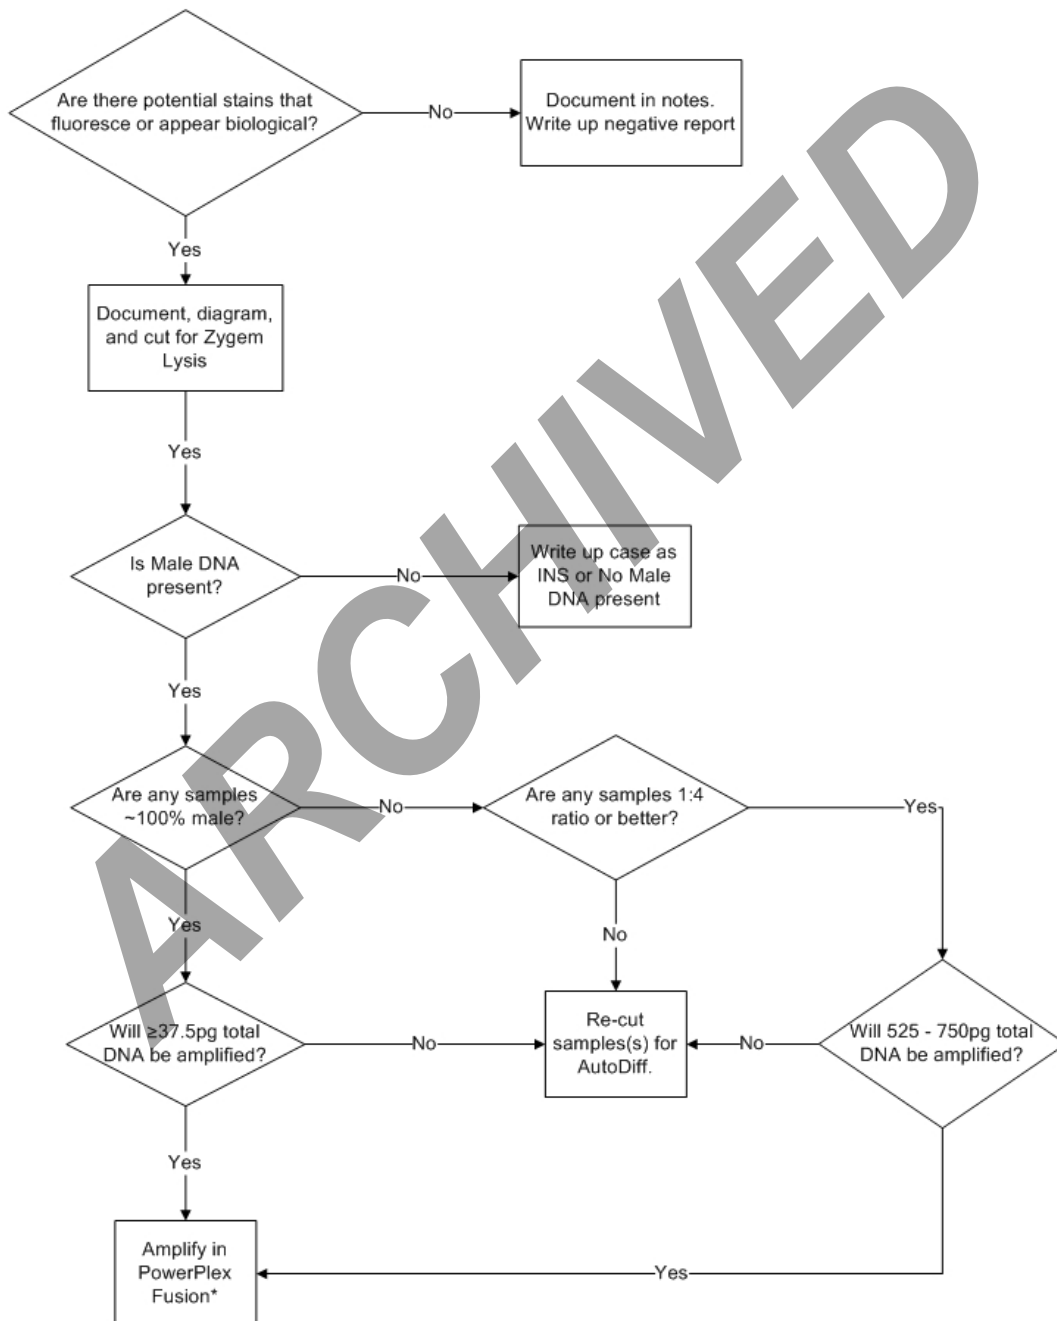 Are there potential stains that
fluoresce or appear biological?
No
Document in notes.
Write up negative report
Yes
Document, diagram,
and cut for Zygem
Lysis
Yes
Is Male DNA
present?
No
Write up case as
INS or No Male
DNA present
Yes
Are any samples
~100% male?
No
Are any samples 1:4
ratio or better?
Yes
Yes
No
Will ≥37.5pg total
DNA be amplified?
No
Re-cut
samples(s) for
AutoDiff.
No
Will 525 - 750pg total
DNA be amplified?
Yes
Amplify in
PowerPlex
Fusion*
Yes
ARCHIVED